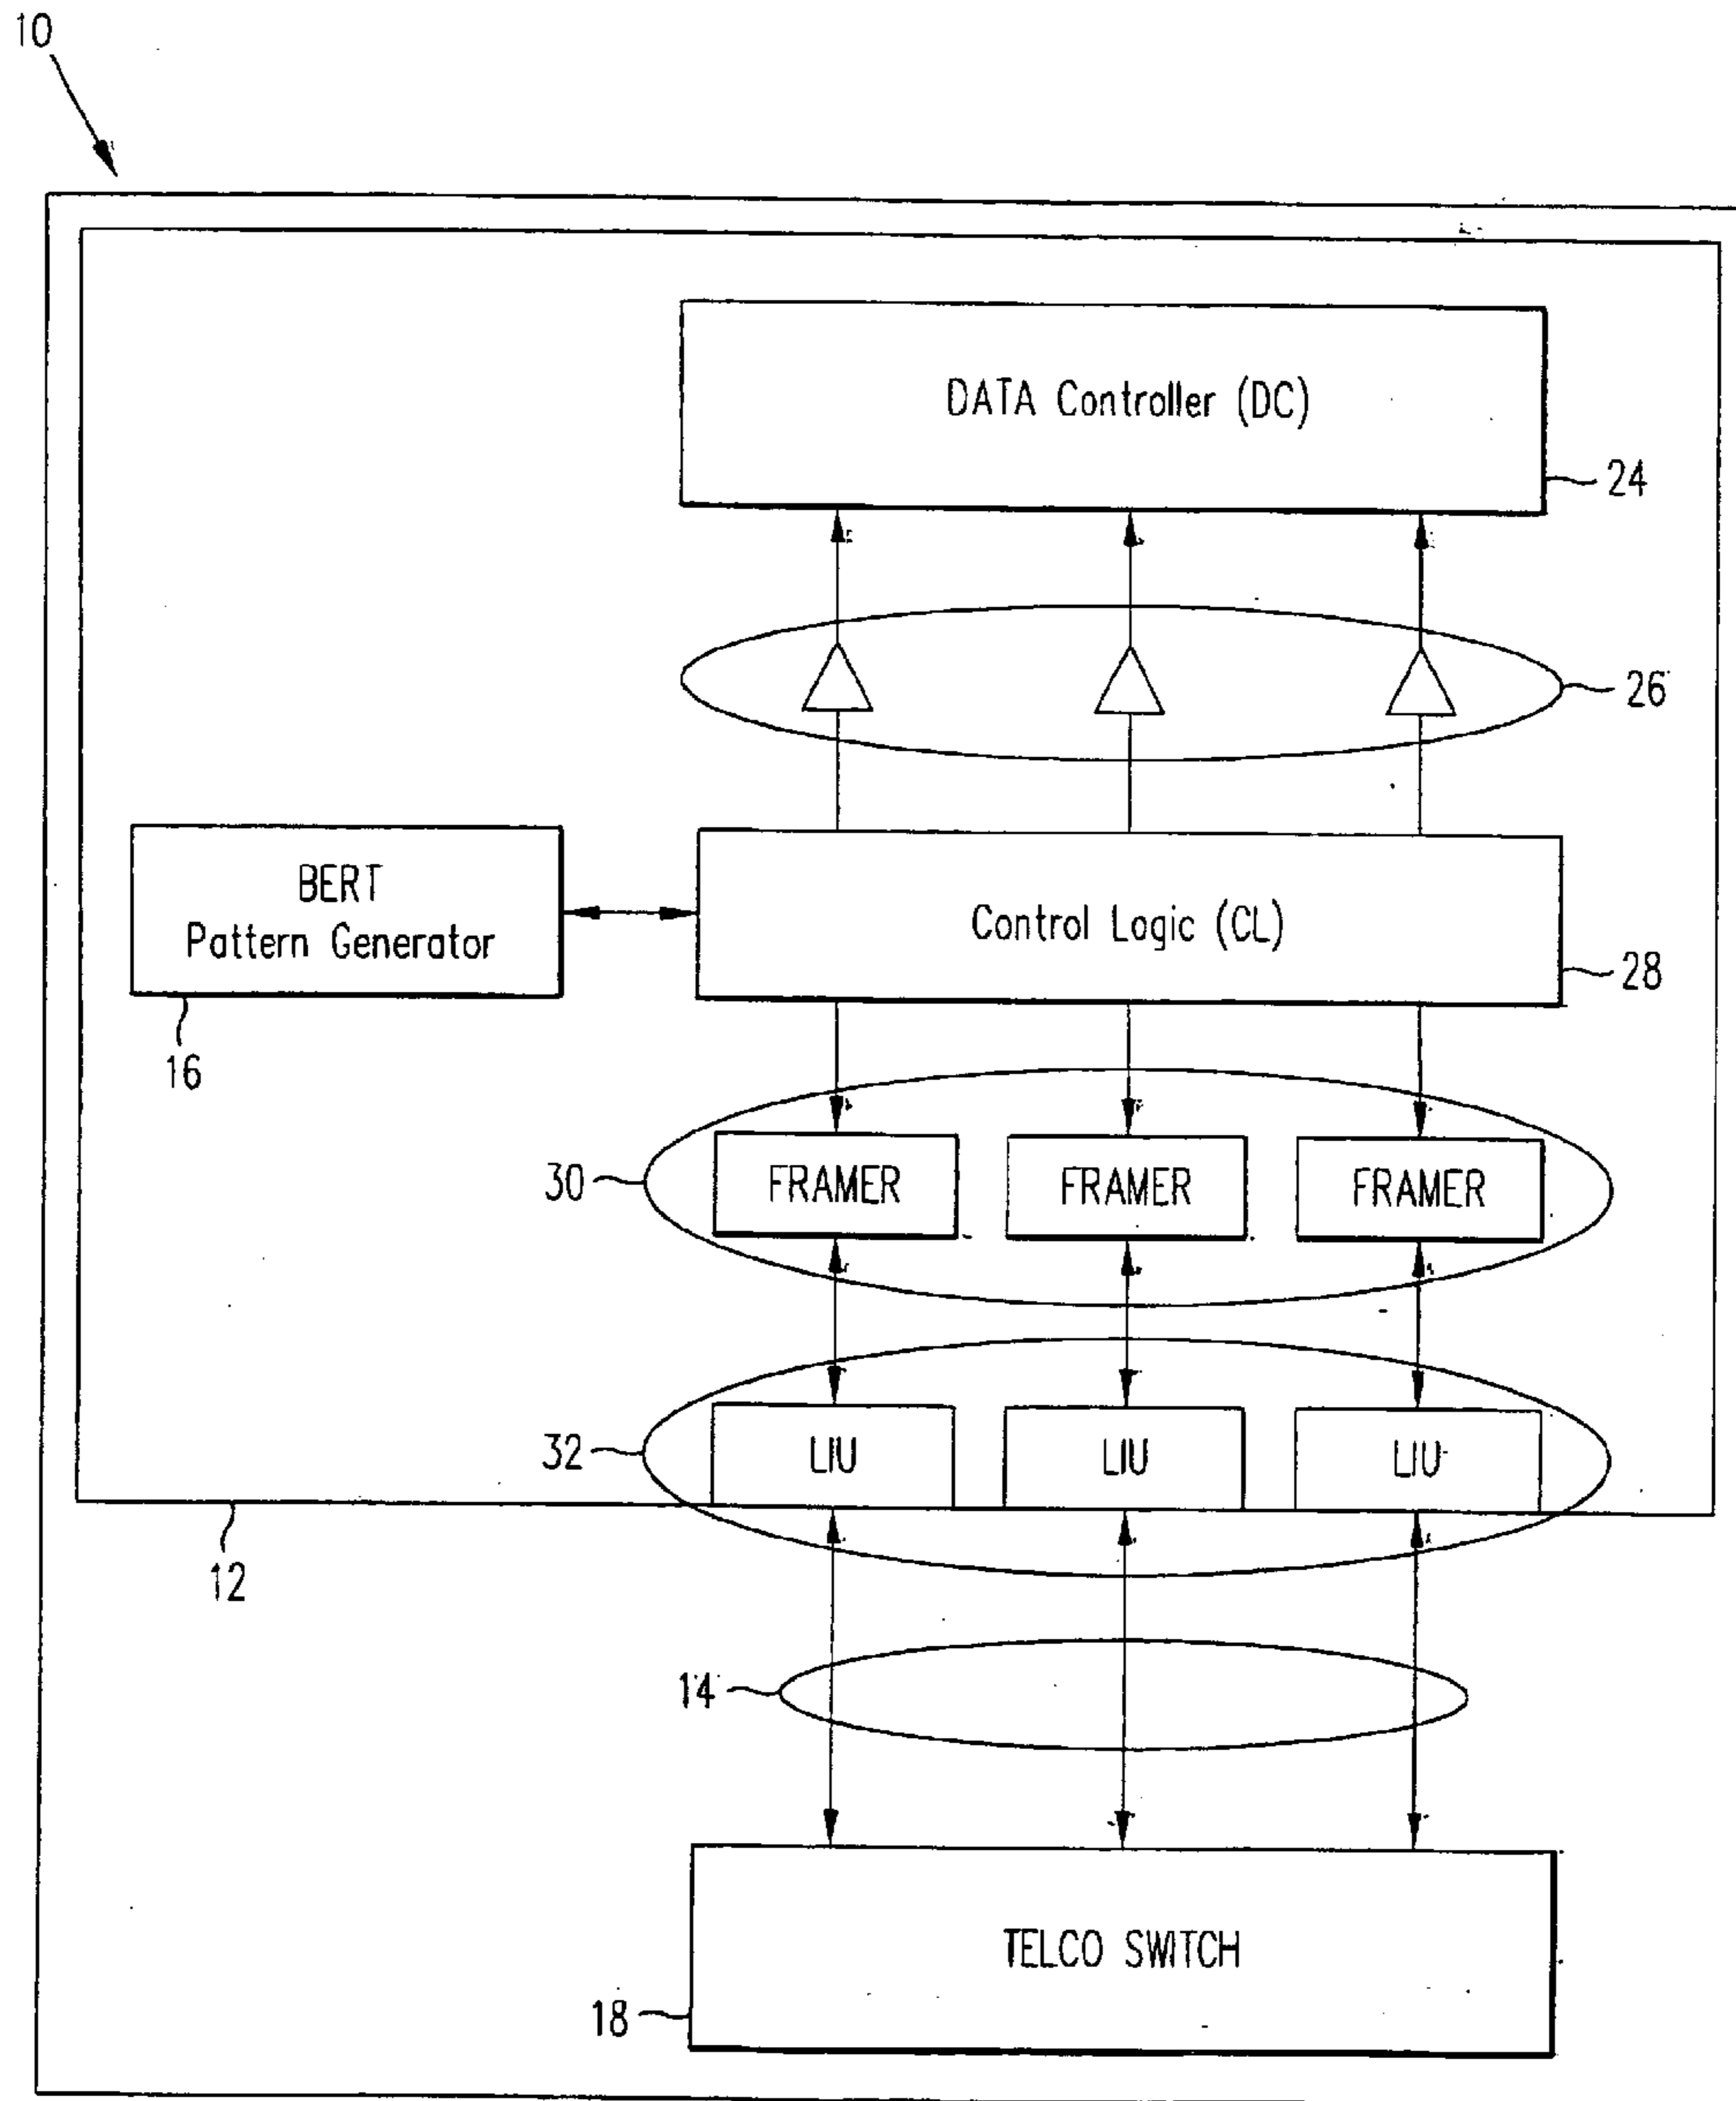 10
DATA Controller (DC)
24
26
BERT
Pattern Generator
16
Control Logic (CL)
28
30
FRAMER
FRAMER
FRAMER
32
LIU
LIU
LIU
12
14
TELCO SWITCH
18